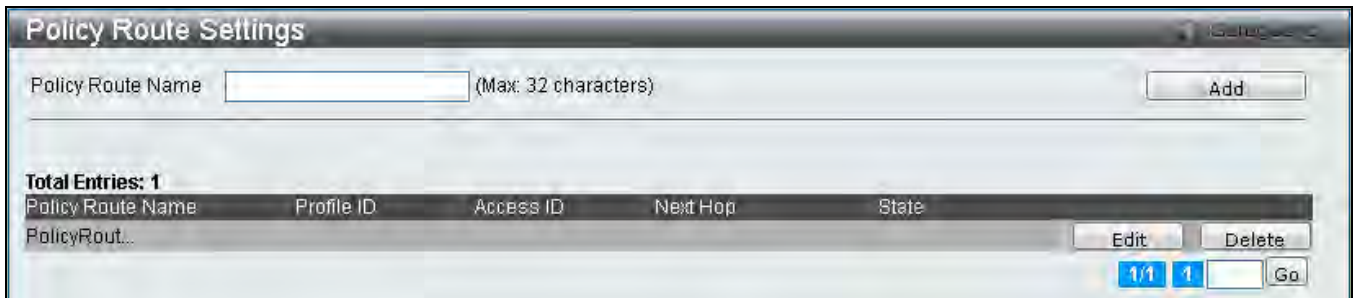 Policy Route Settings
Policy Route Name (Max: 32 characters) Add
Total Entries: 1
Policy Route Name Profile ID Access ID Next Hop State
PolicyRout... Edit Delete
1/1 1 Go